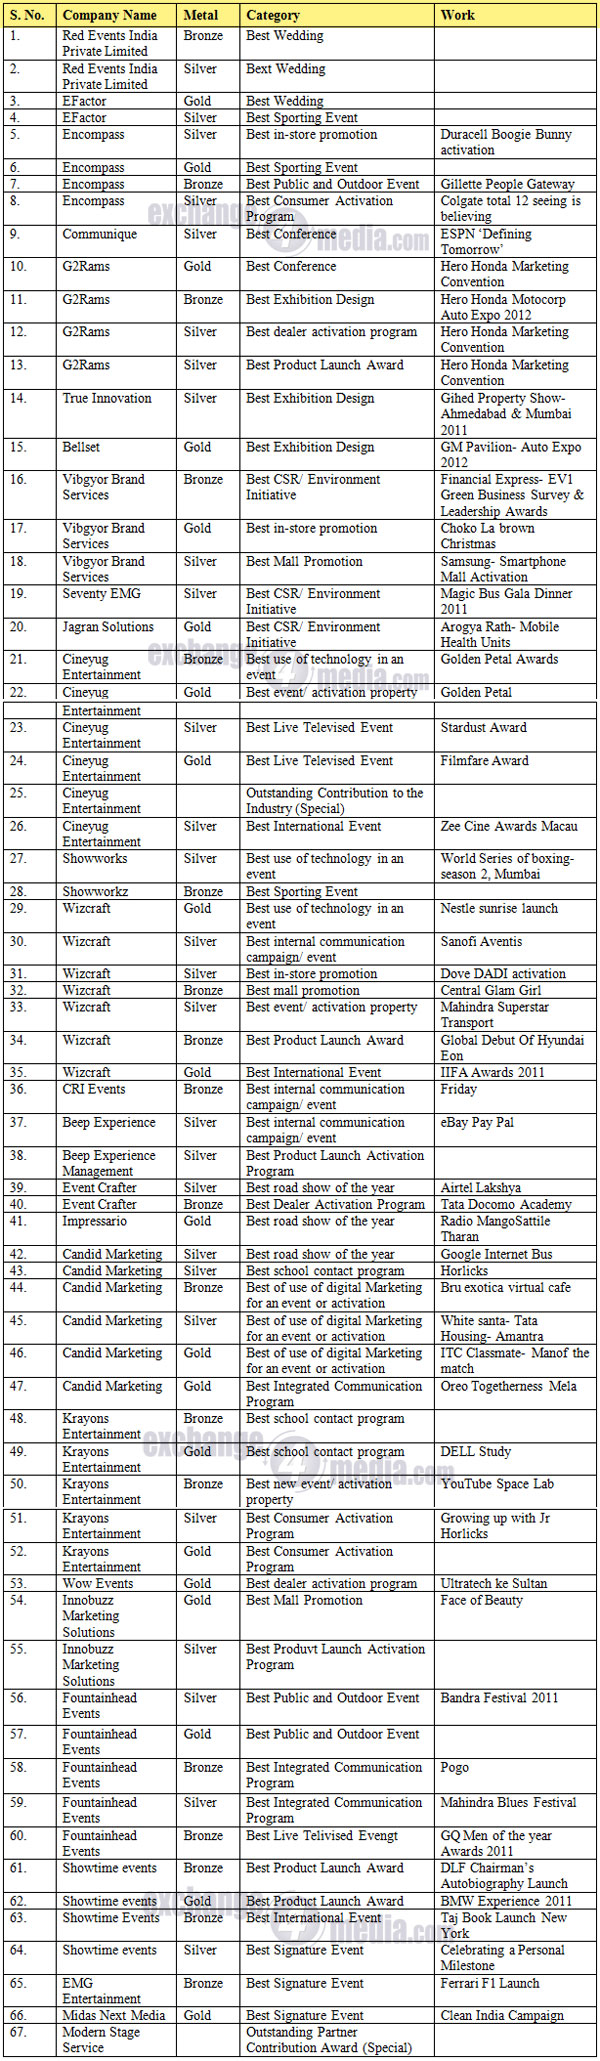 S. No. Company Name Metal Category Work
1. Red Events India Bronze Best Wedding
Private Limited
2. Red Events India Silver Bext Wedding
Private Limited
3. EFactor Gold Best Wedding
4. EFactor Silver Best Sporting Event
5. Encompass Silver Best in-store promotion Duracell Boogie Bunny
activation
6. Encompass Gold Best Sporting Event
7. Encompass Bronze Best Public and Outdoor Event Gillette People Gateway
8. Encompass Silver Best Consumer Activation Colgate total 12 seeing is
Program believing
9. Communique Silver Best Conference ESPN ‘Defining
Tomorrow’
10. G2Rams Gold Best Conference Hero Honda Marketing
Convention
11. G2Rams Bronze Best Exhibition Design Hero Honda Motocorp
Auto Expo 2012
12. G2Rams Silver Best dealer activation program Hero Honda Marketing
Convention
13. G2Rams Silver Best Product Launch Award Hero Honda Marketing
Convention
14. True Innovation Silver Best Exhibition Design Gihed Property Show-
Ahmedabad & Mumbai
2011
15. Bellset Gold Best Exhibition Design GM Pavilion- Auto Expo
2012
16. Vibgyor Brand Bronze Best CSR/ Environment Financial Express- EV1
Services Initiative Green Business Survey &
Leadership Awards
17. Vibgyor Brand Gold Best in-store promotion Choko La brown
Services Christmas
18. Vibgyor Brand Silver Best Mall Promotion Samsung- Smartphone
Services Mall Activation
19. Seventy EMG Silver Best CSR/ Environment Magic Bus Gala Dinner
Initiative 2011
20. Jagran Solutions Gold Best CSR/ Environment Arogya Rath- Mobile
Initiative Health Units
21. Cineyug Bronze Best use of technology in an Golden Petal Awards
Entertainment event
22. Cineyug Gold Best event/ activation property Golden Petal
Entertainment
23. Cineyug Silver Best Live Televised Event Stardust Award
Entertainment
24. Cineyug Gold Best Live Televised Event Filmfare Award
Entertainment
25. Cineyug Outstanding Contribution to the
Entertainment Industry (Special)
26. Cineyug Silver Best International Event Zee Cine Awards Macau
Entertainment
27. Showworks Silver Best use of technology in an World Series of boxing-
event season 2, Mumbai
28. Showworkz Bronze Best Sporting Event
29. Wizcraft Gold Best use of technology in an Nestle sunrise launch
event
30. Wizcraft Silver Best internal communication Sanofi Aventis
campaign/ event
31. Wizcraft Silver Best in-store promotion Dove DADI activation
32. Wizcraft Bronze Best mall promotion Central Glam Girl
33. Wizcraft Silver Best event/ activation property Mahindra Superstar
Transport
34. Wizcraft Bronze Best Product Launch Award Global Debut Of Hyundai
Eon
35. Wizcraft Gold Best International Event IIFA Awards 2011
36. CRI Events Bronze Best internal communication Friday
campaign/ event
37. Beep Experience Silver Best internal communication eBay Pay Pal
campaign/ event
38. Beep Experience Silver Best Product Launch Activation
Management Program
39. Event Crafter Silver Best road show of the year Airtel Lakshya
40. Event Crafter Bronze Best Dealer Activation Program Tata Docomo Academy
41. Impressario Gold Best road show of the year Radio MangoSattile
Tharan
42. Candid Marketing Silver Best road show of the year Google Internet Bus
43. Candid Marketing Silver Best school contact program Horlicks
44. Candid Marketing Bronze Best of use of digital Marketing Bru exotica virtual cafe
for an event or activation
45. Candid Marketing Silver Best of use of digital Marketing White santa- Tata
for an event or activation Housing- Amantra
46. Candid Marketing Gold Best of use of digital Marketing ITC Classmate- Manof the
for an event or activation match
47. Candid Marketing Gold Best Integrated Communication Oreo Togetherness Mela
Program
48. Krayons Bronze Best school contact program
Entertainment
49. Krayons Gold Best school contact program DELL Study
Entertainment
50. Krayons Bronze Best new event/ activation YouTube Space Lab
Entertainment property
51. Krayons Silver Best Consumer Activation Growing up with Jr
Entertainment Program Horlicks
52. Krayons Gold Best Consumer Activation
Entertainment Program
53. Wow Events Gold Best dealer activation program Ultratech ke Sultan
54. Innobuzz Gold Best Mall Promotion Face of Beauty
Marketing
Solutions
55. Innobuzz Silver Best Produvt Launch Activation
Marketing Program
Solutions
56. Fountainhead Silver Best Public and Outdoor Event Bandra Festival 2011
Events
57. Fountainhead Gold Best Public and Outdoor Event
Events
58. Fountainhead Bronze Best Integrated Communication Pogo
Events Program
59. Fountainhead Silver Best Integrated Communication Mahindra Blues Festival
Events Program
60. Fountainhead Bronze Best Live Telivised Evengt GQ Men of the year
Events Awards 2011
61. Showtime events Bronze Best Product Launch Award DLF Chairman’s
Autobiography Launch
62. Showtime events Gold Best Product Launch Award BMW Experience 2011
63. Showtime Events Bronze Best International Event Taj Book Launch New
York
64. Showtime events Silver Best Signature Event Celebrating a Personal
Milestone
65. EMG Bronze Best Signature Event Ferrari F1 Launch
Entertainment
66. Midas Next Media Gold Best Signature Event Clean India Campaign
67. Modern Stage Outstanding Partner
Service Contribution Award (Special)
exchange
4
media.com
exchange
4
media.com
exchange
4
media.com
exchange
4
media.com